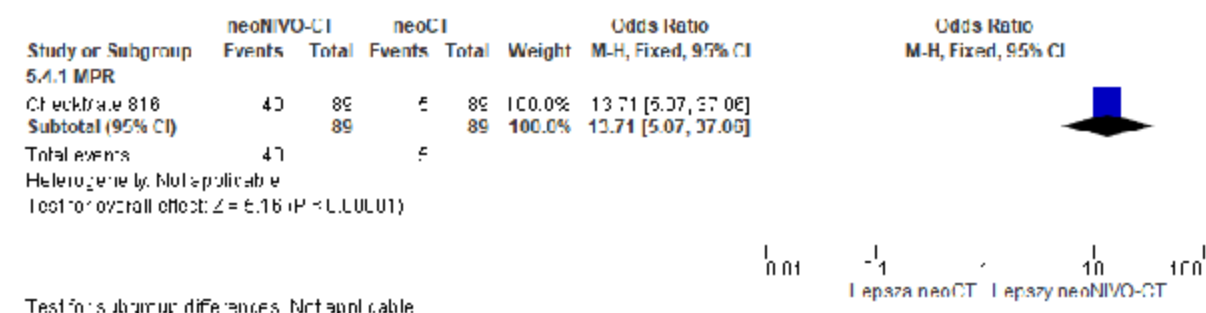 neoNIVO-CT neoCT Odds Ratio Odds Ratio
Study or Subgroup Events Total Events Total Weight M-H, Fixed, 95% CI M-H, Fixed, 95% CI
5.4.1 MPR
CheckMate 816 40 89 5 89 100.0% 13.71 [5.07, 37.06]
Subtotal (95% CI) 89 89 100.0% 13.71 [5.07, 37.06]
Total events 40 5
Heterogeneity: Not applicable
Test for overall effect: Z = 5.16 (P < 0.00001)
0.01 0.1 1 10 100
Lepsza neoCT Lepszy neoNIVO-CT
Test for subgroup differences: Not applicable